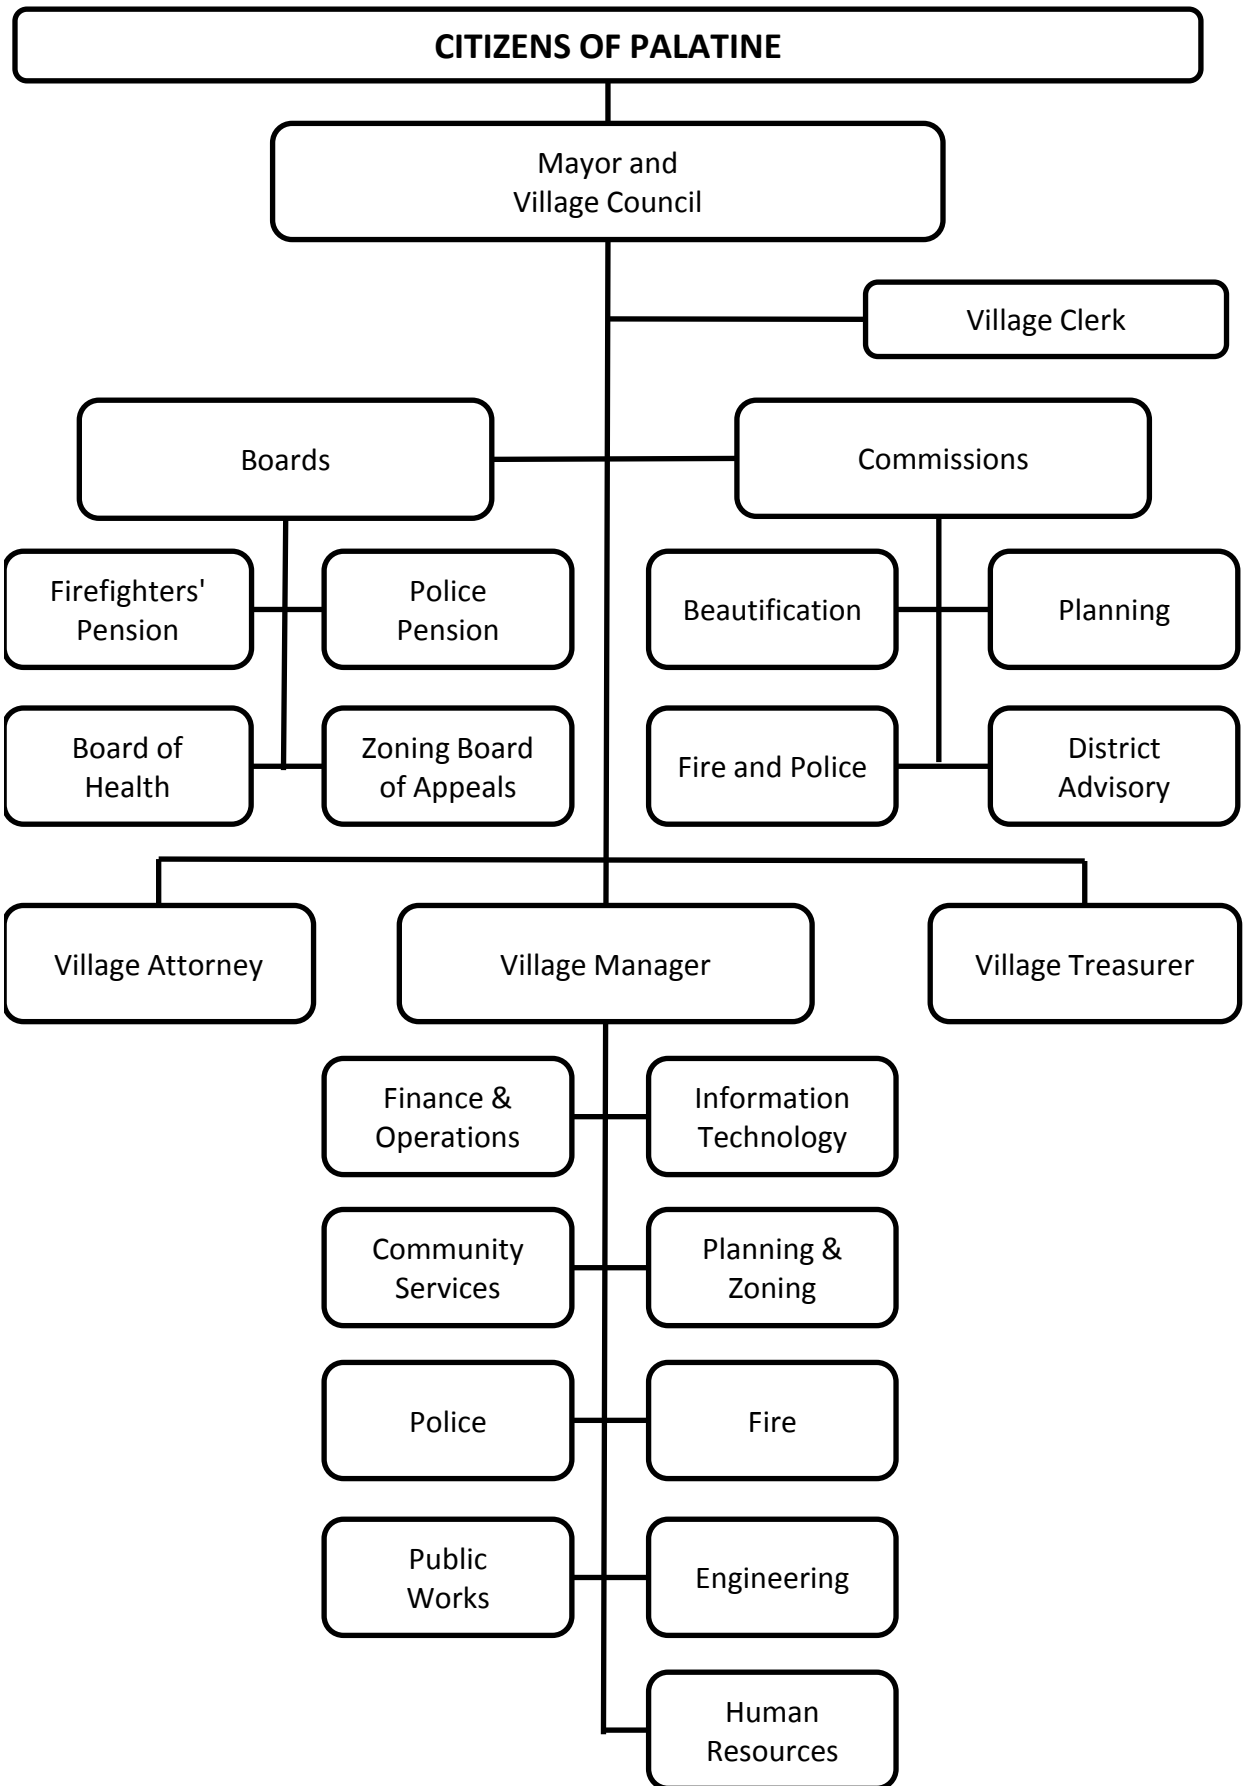 CITIZENS OF PALATINE
Mayor and
Village Council
Village Clerk
Boards
Commissions
Firefighters'
Pension
Police
Pension
Beautification
Planning
Board of
Health
Zoning Board
of Appeals
Fire and Police
District
Advisory
Village Attorney
Village Manager
Village Treasurer
Finance &
Operations
Information
Technology
Community
Services
Planning &
Zoning
Police
Fire
Public
Works
Engineering
Human
Resources